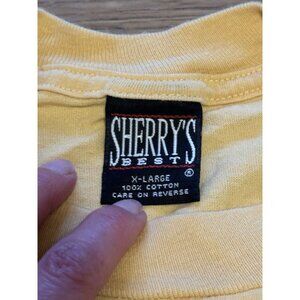 SHERRY'S
BEST
®
X-LARGE
100% COTTON
CARE ON REVERSE